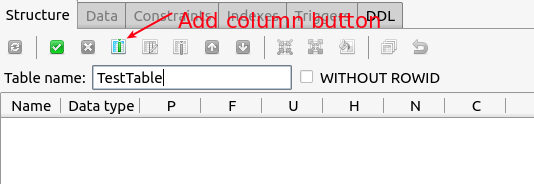 Structure Data Constraints Indexes Triggers DDL
Add column button
Table name: TestTable WITHOUT ROWID
Name Data type P F U H N C